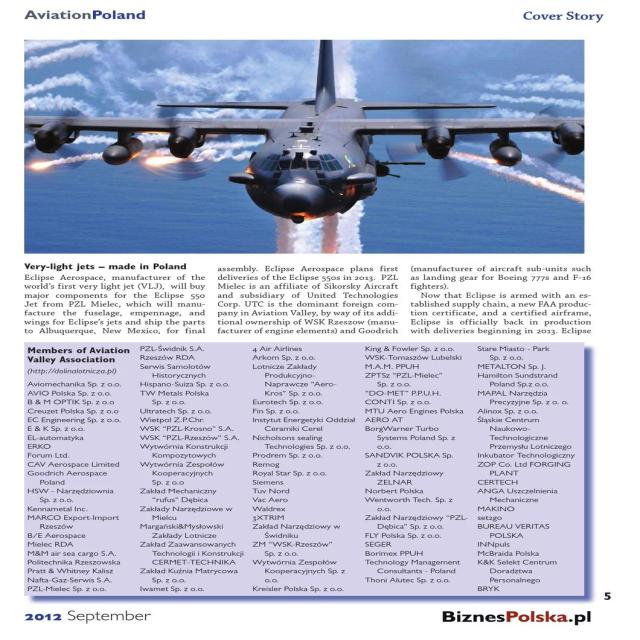 AviationPoland
Cover Story
Very-light jets – made in Poland
Eclipse Aerospace, manufacturer of the
world's first very light jet (VLJ), will buy
major components for the Eclipse 550
Jet from PZL Mielec, which will manu-
facture the fuselage, empennage, and
wings for Eclipse's jets and ship the parts
to Albuquerque, New Mexico, for final
assembly. Eclipse Aerospace plans first
deliveries of the Eclipse 550s in 2013. PZL
Mielec is an affiliate of Sikorsky Aircraft
and subsidiary of United Technologies
Corp. UTC is the dominant foreign com-
pany in Aviation Valley, by way of its addi-
tional ownership of WSK Rzeszow (manu-
facturer of engine elements) and Goodrich
(manufacturer of aircraft sub-units such
as landing gear for Boeing 777s and F-16
fighters).
Now that Eclipse is armed with an es-
tablished supply chain, a new FAA produc-
tion certificate, and a certified airframe,
Eclipse is officially back in production
with deliveries beginning in 2013. Eclipse
Members of Aviation
Valley Association
(http://dolinalotnicza.pl)
Aviomechanika Sp. z o.o.
AVIO Polska Sp. z o.o.
B & M OPTIK Sp. z o.o
Creuzet Polska Sp. z o.o
EC Engineering Sp. z o.o.
E & K Sp. z o.o.
EL-automatyka
ERKO
Forum Ltd.
CAV Aerospace Limited
Goodrich Aerospace
Poland
HSW - Narzędziownia
Sp. z o.o.
Kennametal Inc.
MARCO Export-Import
Rzeszów
B/E Aerospace
Mielec RDA
M&M air sea cargo S.A.
Politechnika Rzeszowska
Pratt & Whitney Kalisz
Nafta-Gaz-Serwis S.A.
PZL-Mielec Sp. z o.o.
PZL-Świdnik S.A.
Rzeszów RDA
Serwis Samolotów
Historycznych
Hispano-Suiza Sp. z o.o.
TW Metals Polska
Sp. z o.o.
Ultratech Sp. z o.o.
Wietpol Z.P.Chr.
WSK "PZL-Krosno" S.A.
WSK "PZL-Rzeszów" S.A.
Wytwórnia Konstrukcji
Kompozytowych
Wytwórnia Zespołów
Kooperacyjnych
Sp. z o.o
Zakład Mechaniczny
"rufus" Dębica
Zakłady Narzędziowe w
Mielcu
Margański&Mysłowski
Zakłady Lotnicze
Zakład Zaawansowanych
Technologii i Konstrukcji
CERMET-TECHNIKA
Zakład Kuźnia Matrycowa
Sp. z o.o.
Iwamet Sp. z o.o.
4 Air Airlines
Arkom Sp. z o.o.
Lotnicze Zakłady
Produkcyjno-
Naprawcze "Aero-
Kros" Sp. z o.o.
Eurotech Sp. z o.o.
Fin Sp. z o.o.
Instytut Energetyki Oddział
Ceramiki Cerel
Nicholsons sealing
Technologies Sp. z o.o.
Prodrem Sp. z o.o.
Remog
Royal Star Sp. z o.o.
Siemens
Tuv Nord
Vac Aero
Waldrex
3XTRIM
Zakład Narzędziowy w
Świdniku
ZM "WSK-Rzeszów"
Sp. z o.o.
Wytwórnia Zespołów
Kooperacyjnych Sp. z
o.o.
Kreisler Polska Sp. z o.o.
King & Fowler Sp. z o.o.
WSK-Tomaszów Lubelski
M.A.M. PPUH
ZPTSz "PZL-Mielec"
Sp. z o.o.
"DO-MET" P.P.U.H.
CONTI Sp. z o.o.
MTU Aero Engines Polska
AERO AT
BorgWarner Turbo
Systems Poland Sp. z
o.o.
SANDVIK POLSKA Sp.
z o.o.
Zakład Narzędziowy
ZELNAR
Norbert Polska
Wentworth Tech. Sp. z
o.o.
Zakład Narzędziowy "PZL-
Dębica" Sp. z o.o.
FLY Polska Sp. z o.o.
SEGER
Borimex PPUH
Technology Management
Consultants - Poland
Thoni Alutec Sp. z o.o.
Stare Miasto - Park
Sp. z o.o.
METALTON Sp. J.
Hamilton Sundstrand
Poland Sp.z o.o.
MAPAL Narzędzia
Precyzyjne Sp. z o. o.
Alinox Sp. z o.o.
Śląskie Centrum
Naukowo-
Technologiczne
Przemysłu Lotniczego
Inkubator Technologiczny
ZOP Co. Ltd FORGING
PLANT
CERTECH
ANGA Uszczelnienia
Mechaniczne
MAKINO
set2go
BUREAU VERITAS
POLSKA
INNpuls
McBraida Polska
K&K Selekt Centrum
Doradztwa
Personalnego
BRYK
5
2012 September
BiznesPolska.pl